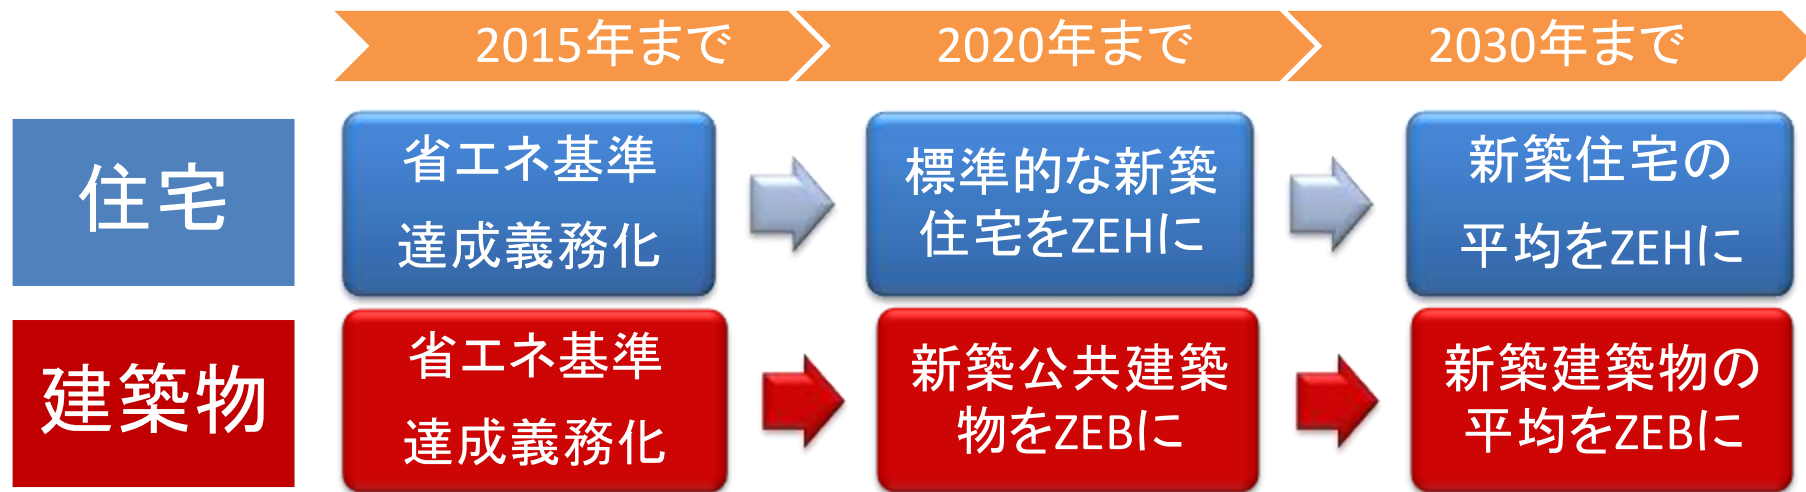 2015年まで
2020年まで
2030年まで
住宅
省エネ基準
達成義務化
標準的な新築
住宅をZEHに
新築住宅の
平均をZEHに
建築物
省エネ基準
達成義務化
新築公共建築
物をZEBに
新築建築物の
平均をZEBに